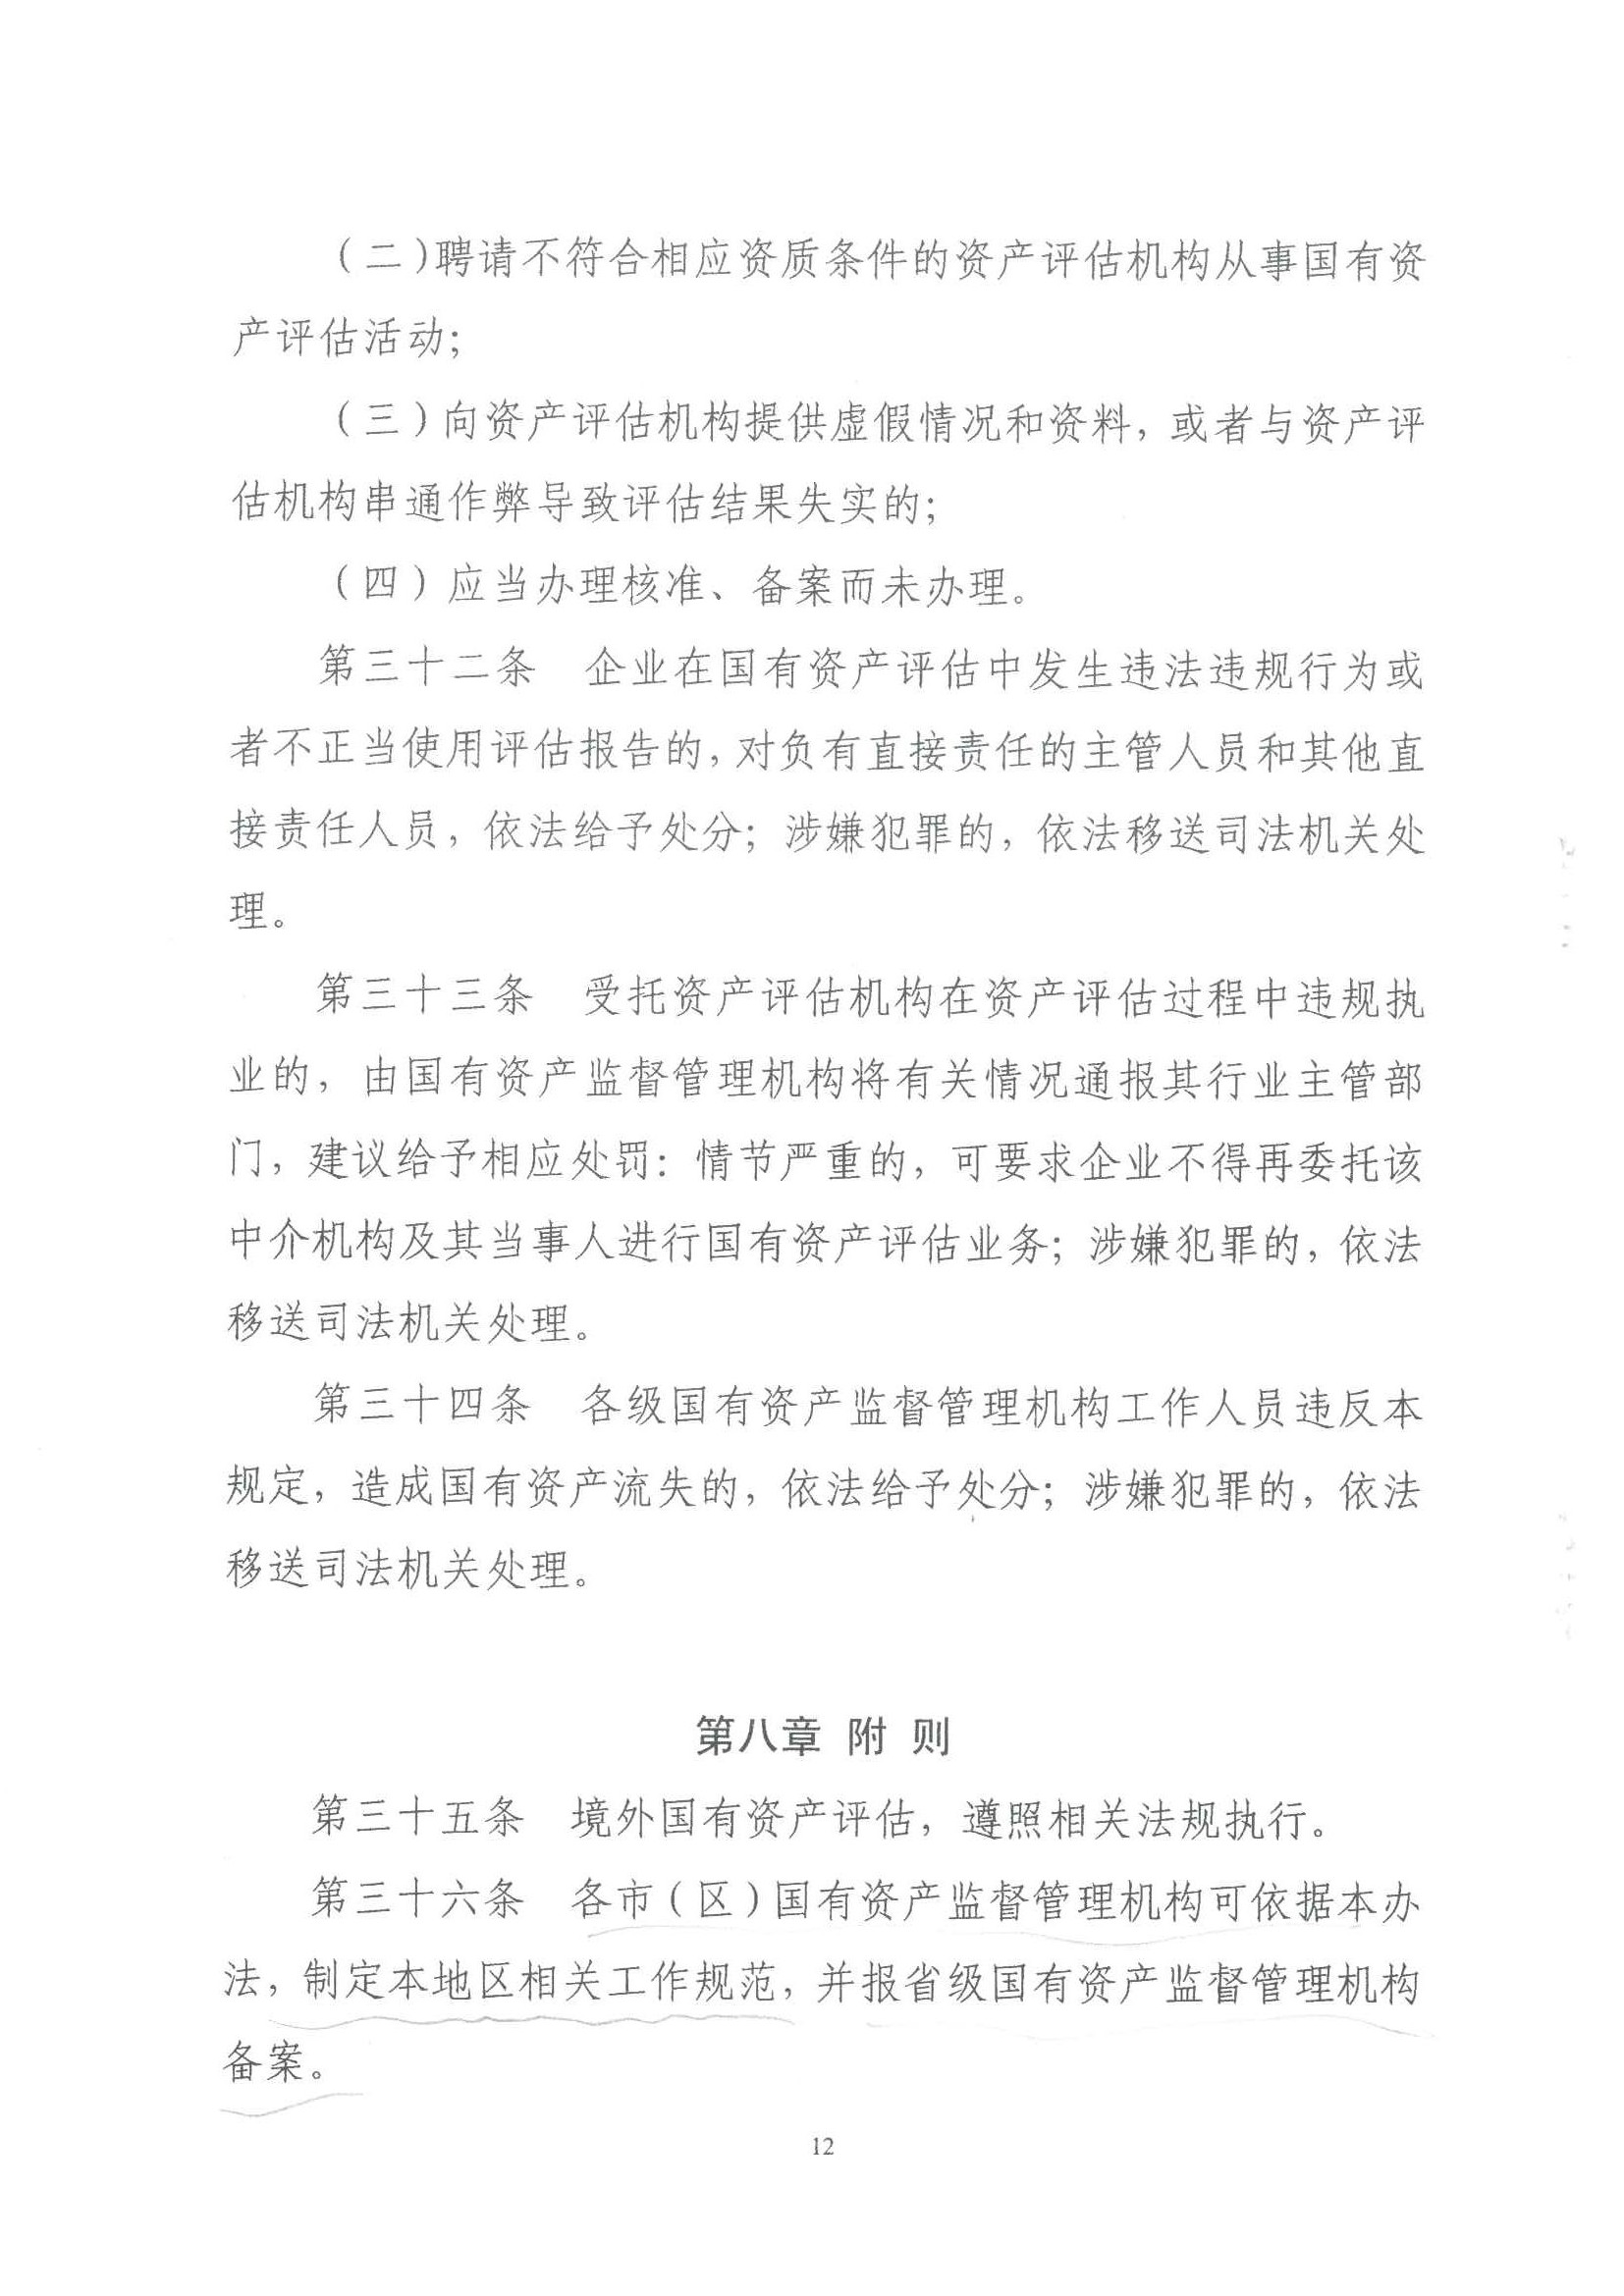 （二）聘请不符合相应资质条件的资产评估机构从事国有资
产评估活动；
（三）向资产评估机构提供虚假情况和资料，或者与资产评
估机构串通作弊导致评估结果失实的；
（四）应当办理核准、备案而未办理。
第三十二条　企业在国有资产评估中发生违法违规行为或
者不正当使用评估报告的，对负有直接责任的主管人员和其他直
接责任人员，依法给予处分；涉嫌犯罪的，依法移送司法机关处
理。
第三十三条　受托资产评估机构在资产评估过程中违规执
业的，由国有资产监督管理机构将有关情况通报其行业主管部
门，建议给予相应处罚：情节严重的，可要求企业不得再委托该
中介机构及其当事人进行国有资产评估业务；涉嫌犯罪的，依法
移送司法机关处理。
第三十四条　各级国有资产监督管理机构工作人员违反本
规定，造成国有资产流失的，依法给予处分；涉嫌犯罪的，依法
移送司法机关处理。
第八章 附 则
第三十五条　境外国有资产评估，遵照相关法规执行。
第三十六条　各市（区）国有资产监督管理机构可依据本办
法，制定本地区相关工作规范，并报省级国有资产监督管理机构
备案。
12